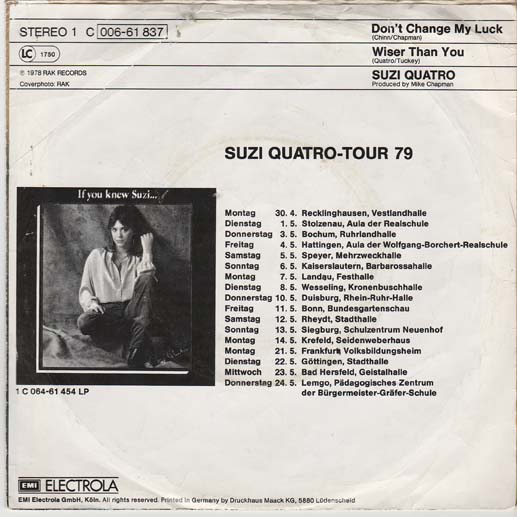 STEREO 1 C 006-61 837
LC 1750
℗ 1978 RAK RECORDS
Coverphoto: RAK
Don't Change My Luck
(Chinn/Chapman)
Wiser Than You
(Quatro/Tuckey)
SUZI QUATRO
Produced by Mike Chapman
SUZI QUATRO-TOUR 79
If you knew Suzi...
Montag 30. 4. Recklinghausen, Vestlandhalle
Dienstag 1. 5. Stolzenau, Aula der Realschule
Donnerstag 3. 5. Bochum, Ruhrlandhalle
Freitag 4. 5. Hattingen, Aula der Wolfgang-Borchert-Realschule
Samstag 5. 5. Speyer, Mehrzweckhalle
Sonntag 6. 5. Kaiserslautern, Barbarossahalle
Montag 7. 5. Landau, Festhalle
Dienstag 8. 5. Wesseling, Kronenbuschhalle
Donnerstag 10. 5. Duisburg, Rhein-Ruhr-Halle
Freitag 11. 5. Bonn, Bundesgartenschau
Samstag 12. 5. Rheydt, Stadthalle
Sonntag 13. 5. Siegburg, Schulzentrum Neuenhof
Montag 14. 5. Krefeld, Seidenweberhaus
Montag 21. 5. Frankfurt, Volksbildungsheim
Dienstag 22. 5. Göttingen, Stadthalle
Mittwoch 23. 5. Bad Hersfeld, Geistalhalle
Donnerstag 24. 5. Lemgo, Pädagogisches Zentrum
der Bürgermeister-Gräfer-Schule
1 C 064-61 454 LP
EMI ELECTROLA
EMI Electrola GmbH, Köln. All rights reserved. Printed in Germany by Druckhaus Maack KG, 5880 Lüdenscheid